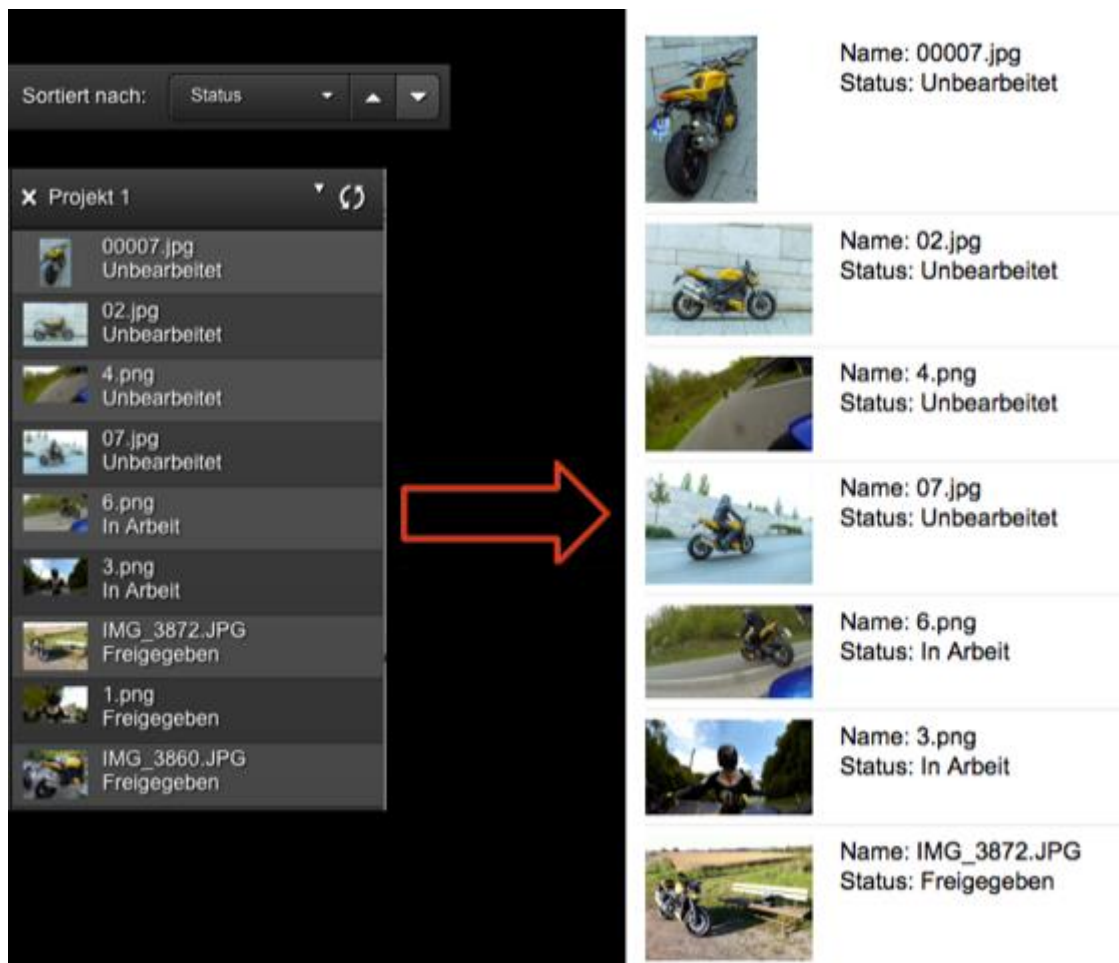 Sortiert nach: Status
Projekt 1
00007.jpg
Unbearbeitet
02.jpg
Unbearbeitet
4.png
Unbearbeitet
07.jpg
Unbearbeitet
6.png
In Arbeit
3.png
In Arbeit
IMG_3872.JPG
Freigegeben
1.png
Freigegeben
IMG_3860.JPG
Freigegeben
Name: 00007.jpg
Status: Unbearbeitet
Name: 02.jpg
Status: Unbearbeitet
Name: 4.png
Status: Unbearbeitet
Name: 07.jpg
Status: Unbearbeitet
Name: 6.png
Status: In Arbeit
Name: 3.png
Status: In Arbeit
Name: IMG_3872.JPG
Status: Freigegeben